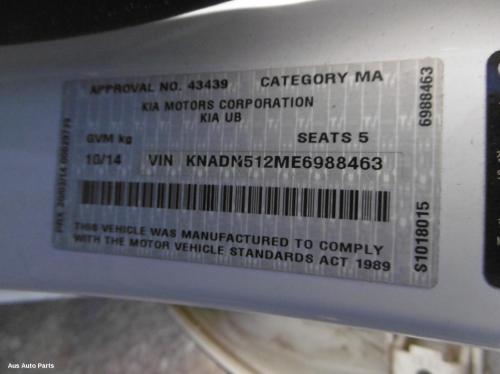 APPROVAL NO. 43439 CATEGORY MA
KIA MOTORS CORPORATION
KIA UB
GVM kg SEATS 5
10/14 VIN KNADN512ME6988463
THIS VEHICLE WAS MANUFACTURED TO COMPLY
WITH THE MOTOR VEHICLE STANDARDS ACT 1989
6988463
S1018015
Aus Auto Parts